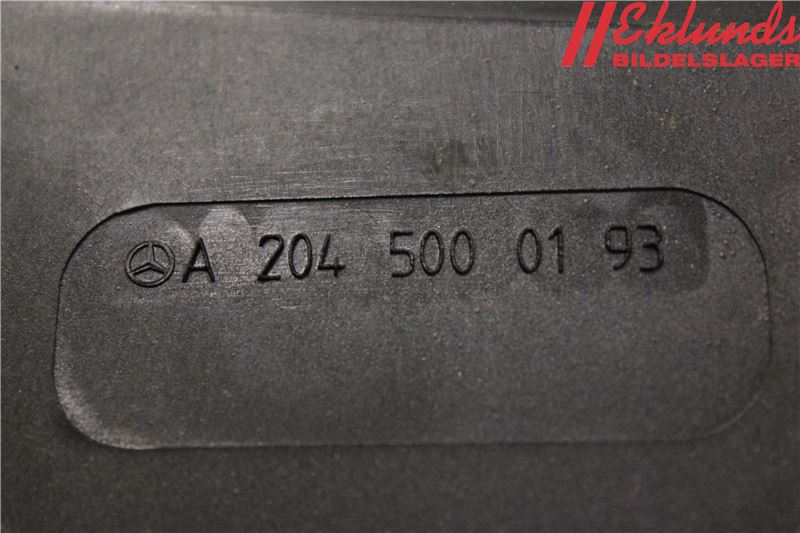 Eklunds
BILDELSLAGER
A 204 500 01 93